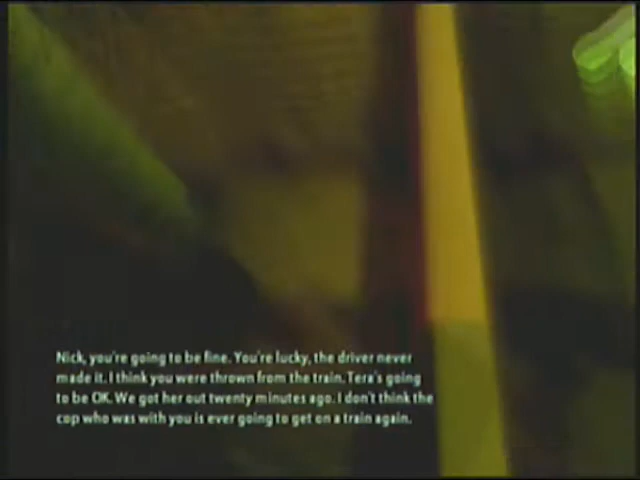 Nick, you're going to be fine. You're lucky, the driver never
made it. I think you were thrown from the train. Tera's going
to be OK. We got her out twenty minutes ago. I don't think the
cop who was with you is ever going to get on a train again.